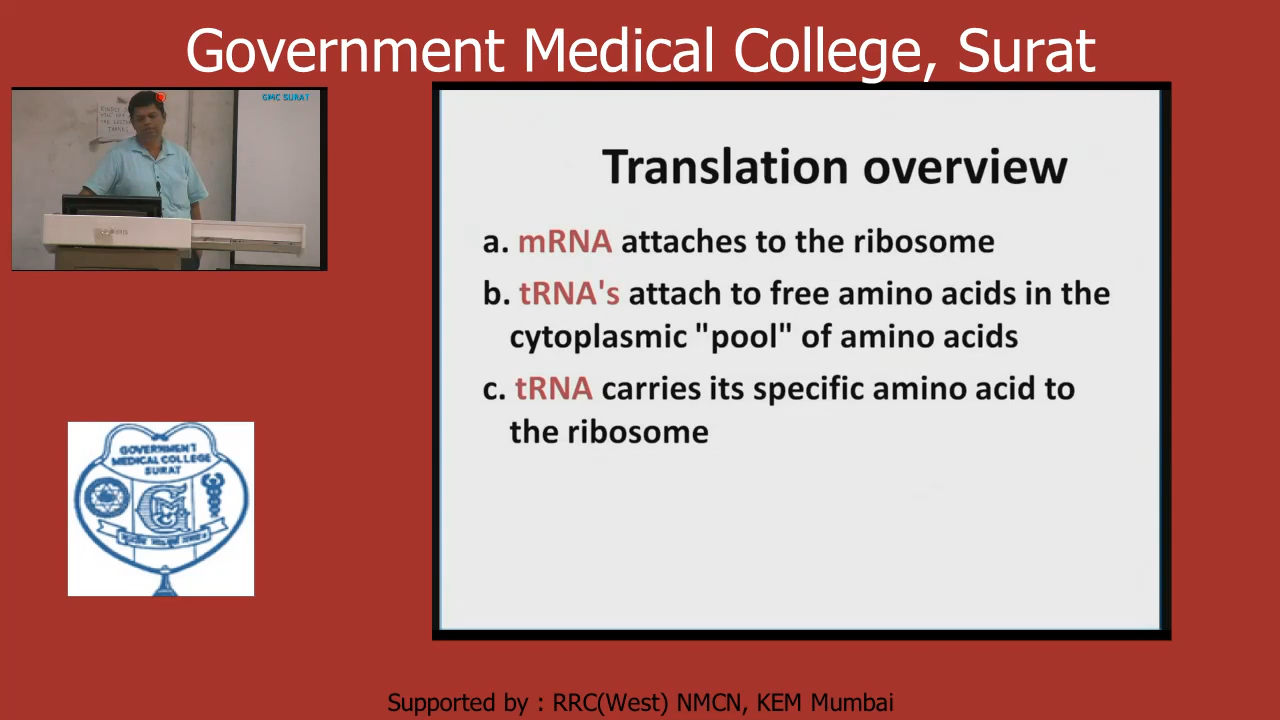 Government Medical College, Surat
GMC SURAT
THANKS
Translation overview
a. mRNA attaches to the ribosome
b. tRNA's attach to free amino acids in the
cytoplasmic "pool" of amino acids
c. tRNA carries its specific amino acid to
the ribosome
GOVERNMENT
MEDICAL COLLEGE
SURAT
Supported by : RRC(West) NMCN, KEM Mumbai